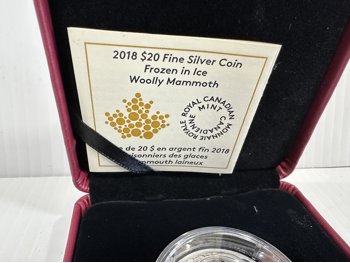 2018 $20 Fine Silver Coin
Frozen in Ice
Woolly Mammoth
ROYAL CANADIAN MINT
MONNAIE ROYALE CANADIENNE
de 20 $ en argent fin 2018
des glaces
laineux